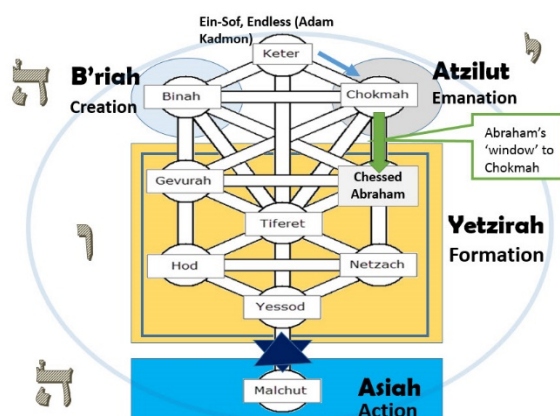 Ein-Sof, Endless (Adam
Kadmon)
Keter
י
ה
B'riah
Creation
Binah
Chokmah
Atzilut
Emanation
Abraham's
‘window’ to
Chokmah
Gevurah
Chessed
Abraham
Tiferet
Yetzirah
Formation
ו
Hod
Netzach
Yessod
ה
Malchut
Asiah
Action